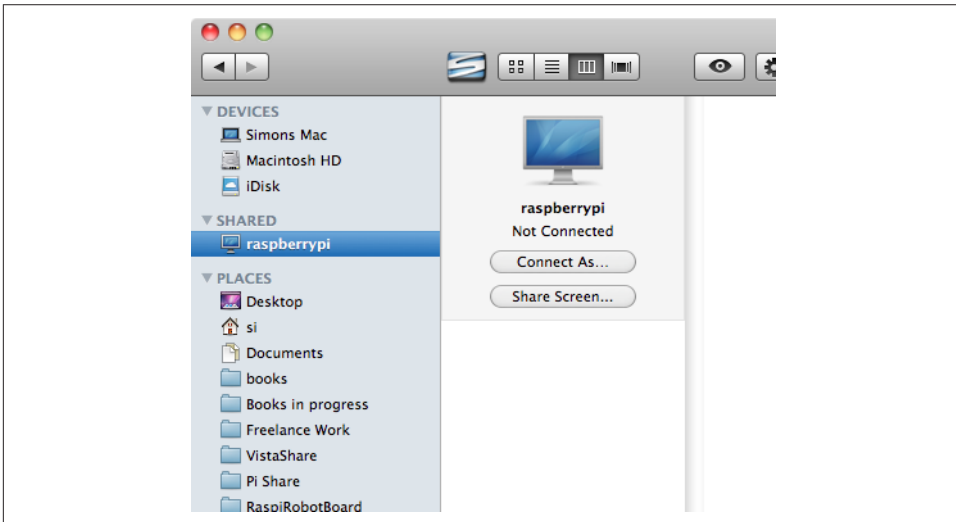 DEVICES
Simons Mac
Macintosh HD
iDisk
SHARED
raspberrypi
PLACES
Desktop
si
Documents
books
Books in progress
Freelance Work
VistaShare
Pi Share
RaspiRobotBoard
raspberrypi
Not Connected
Connect As...
Share Screen...